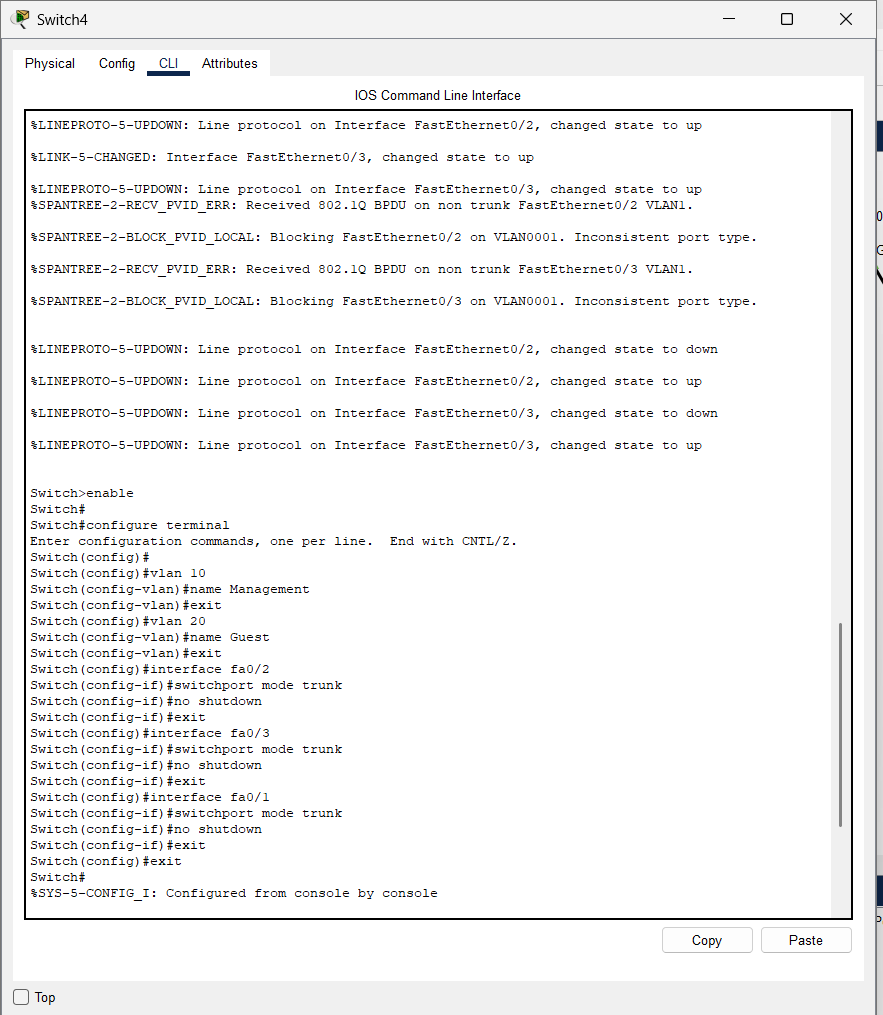 Switch4
Physical Config CLI Attributes
IOS Command Line Interface
%LINEPROTO-5-UPDOWN: Line protocol on Interface FastEthernet0/2, changed state to up
%LINK-5-CHANGED: Interface FastEthernet0/3, changed state to up
%LINEPROTO-5-UPDOWN: Line protocol on Interface FastEthernet0/3, changed state to up
%SPANTREE-2-RECV_PVID_ERR: Received 802.1Q BPDU on non trunk FastEthernet0/2 VLAN1.
%SPANTREE-2-BLOCK_PVID_LOCAL: Blocking FastEthernet0/2 on VLAN0001. Inconsistent port type.
%SPANTREE-2-RECV_PVID_ERR: Received 802.1Q BPDU on non trunk FastEthernet0/3 VLAN1.
%SPANTREE-2-BLOCK_PVID_LOCAL: Blocking FastEthernet0/3 on VLAN0001. Inconsistent port type.
%LINEPROTO-5-UPDOWN: Line protocol on Interface FastEthernet0/2, changed state to down
%LINEPROTO-5-UPDOWN: Line protocol on Interface FastEthernet0/2, changed state to up
%LINEPROTO-5-UPDOWN: Line protocol on Interface FastEthernet0/3, changed state to down
%LINEPROTO-5-UPDOWN: Line protocol on Interface FastEthernet0/3, changed state to up
Switch>enable
Switch#
Switch#configure terminal
Enter configuration commands, one per line.  End with CNTL/Z.
Switch(config)#
Switch(config)#vlan 10
Switch(config-vlan)#name Management
Switch(config-vlan)#exit
Switch(config)#vlan 20
Switch(config-vlan)#name Guest
Switch(config-vlan)#exit
Switch(config)#interface fa0/2
Switch(config-if)#switchport mode trunk
Switch(config-if)#no shutdown
Switch(config-if)#exit
Switch(config)#interface fa0/3
Switch(config-if)#switchport mode trunk
Switch(config-if)#no shutdown
Switch(config-if)#exit
Switch(config)#interface fa0/1
Switch(config-if)#switchport mode trunk
Switch(config-if)#no shutdown
Switch(config-if)#exit
Switch(config)#exit
Switch#
%SYS-5-CONFIG_I: Configured from console by console
Copy Paste
Top